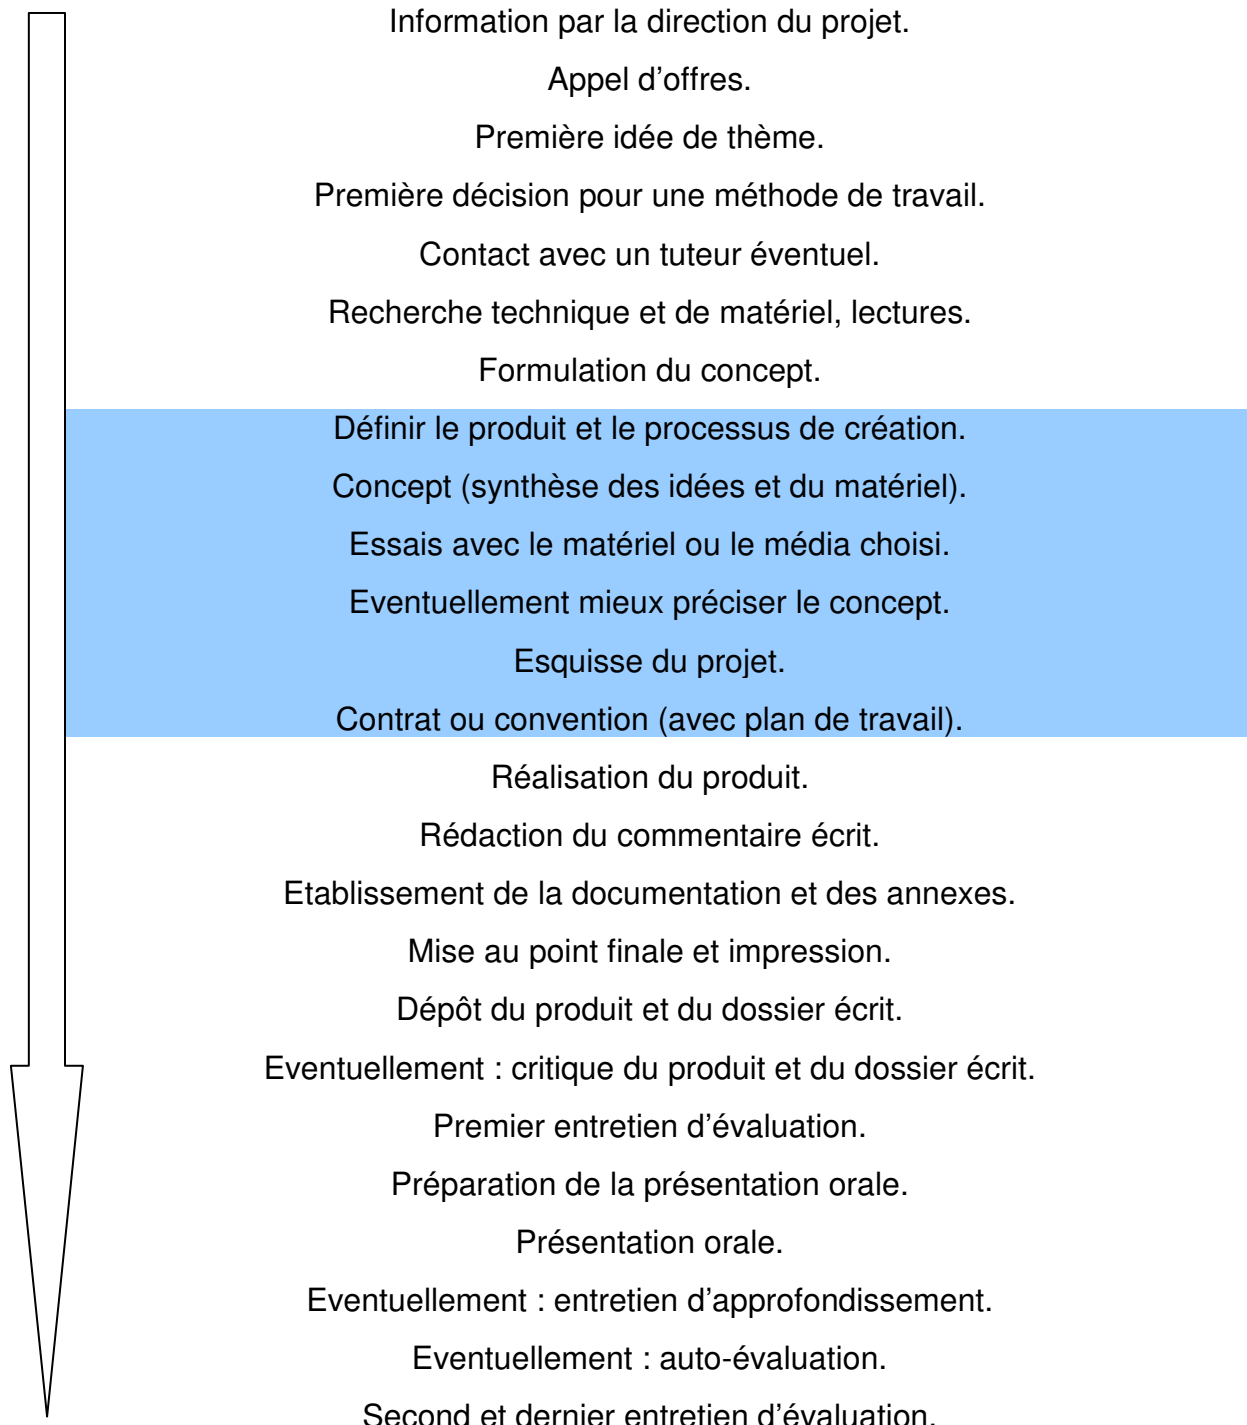 Information par la direction du projet.
Appel d’offres.
Première idée de thème.
Première décision pour une méthode de travail.
Contact avec un tuteur éventuel.
Recherche technique et de matériel, lectures.
Formulation du concept.
Définir le produit et le processus de création.
Concept (synthèse des idées et du matériel).
Essais avec le matériel ou le média choisi.
Eventuellement mieux préciser le concept.
Esquisse du projet.
Contrat ou convention (avec plan de travail).
Réalisation du produit.
Rédaction du commentaire écrit.
Etablissement de la documentation et des annexes.
Mise au point finale et impression.
Dépôt du produit et du dossier écrit.
Eventuellement : critique du produit et du dossier écrit.
Premier entretien d’évaluation.
Préparation de la présentation orale.
Présentation orale.
Eventuellement : entretien d’approfondissement.
Eventuellement : auto-évaluation.
Second et dernier entretien d’évaluation.